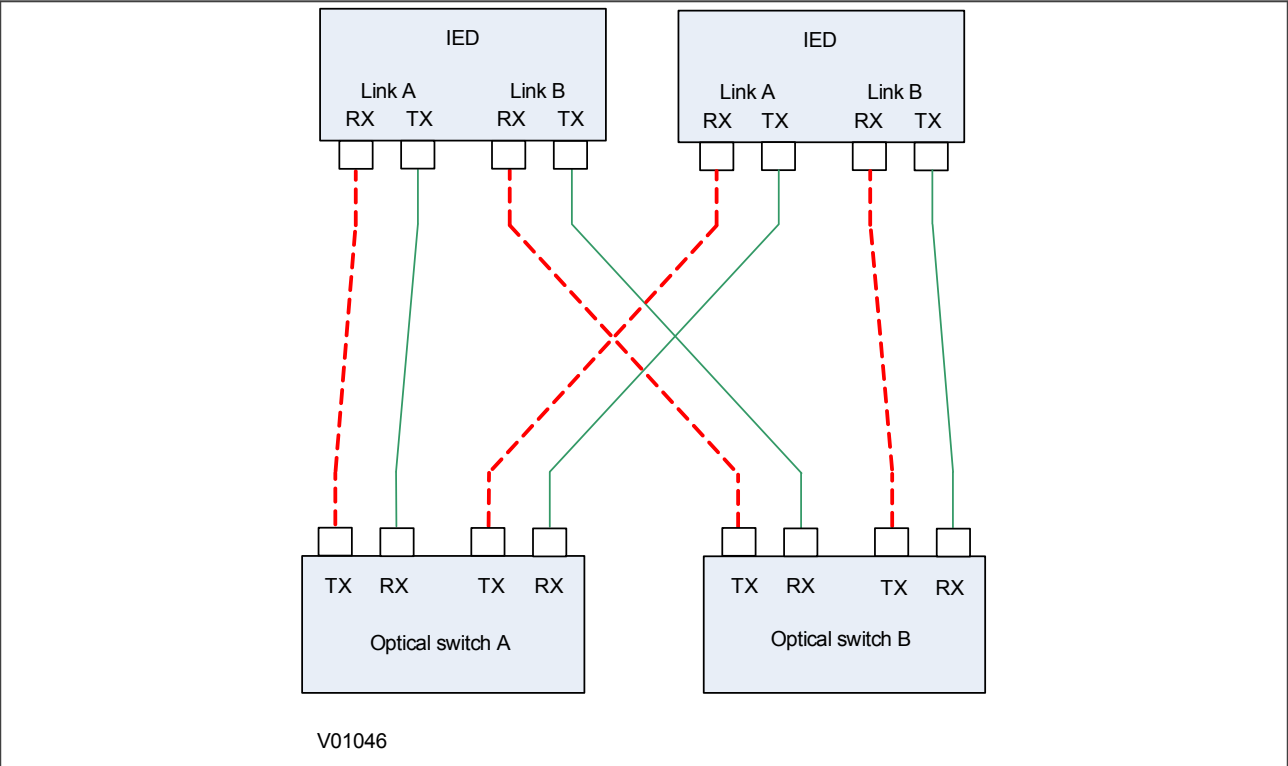 IED
IED
Link A Link B
Link A Link B
RX TX RX TX
RX TX RX TX
TX RX TX RX
TX RX TX RX
Optical switch A
Optical switch B
V01046